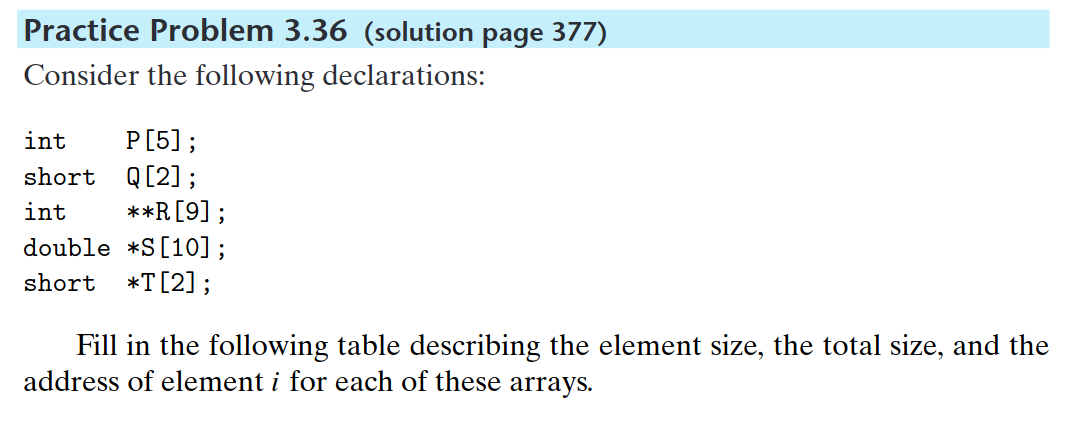 Practice Problem 3.36 (solution page 377)
Consider the following declarations:
int    P[5];
short  Q[2];
int    **R[9];
double *S[10];
short  *T[2];
Fill in the following table describing the element size, the total size, and the
address of element i for each of these arrays.